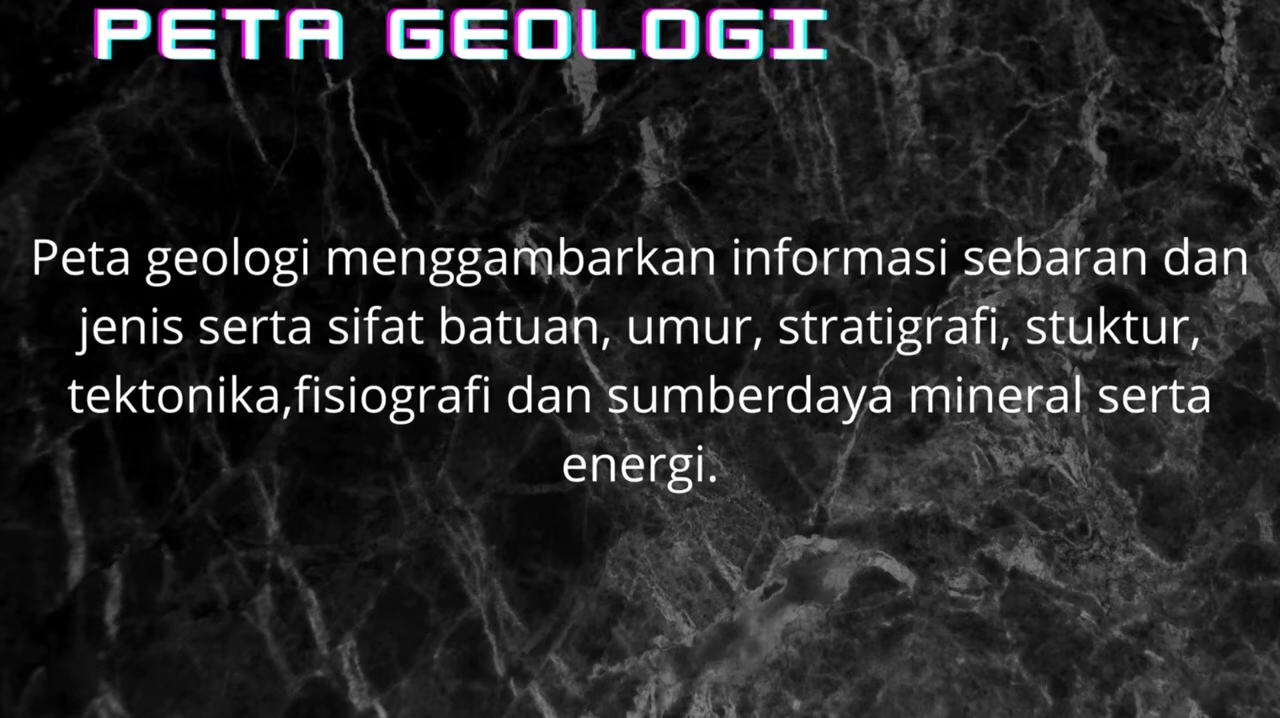 PETA GEOLOGI
Peta geologi menggambarkan informasi sebaran dan
jenis serta sifat batuan, umur, stratigrafi, stuktur,
tektonika,fisiografi dan sumberdaya mineral serta
energi.